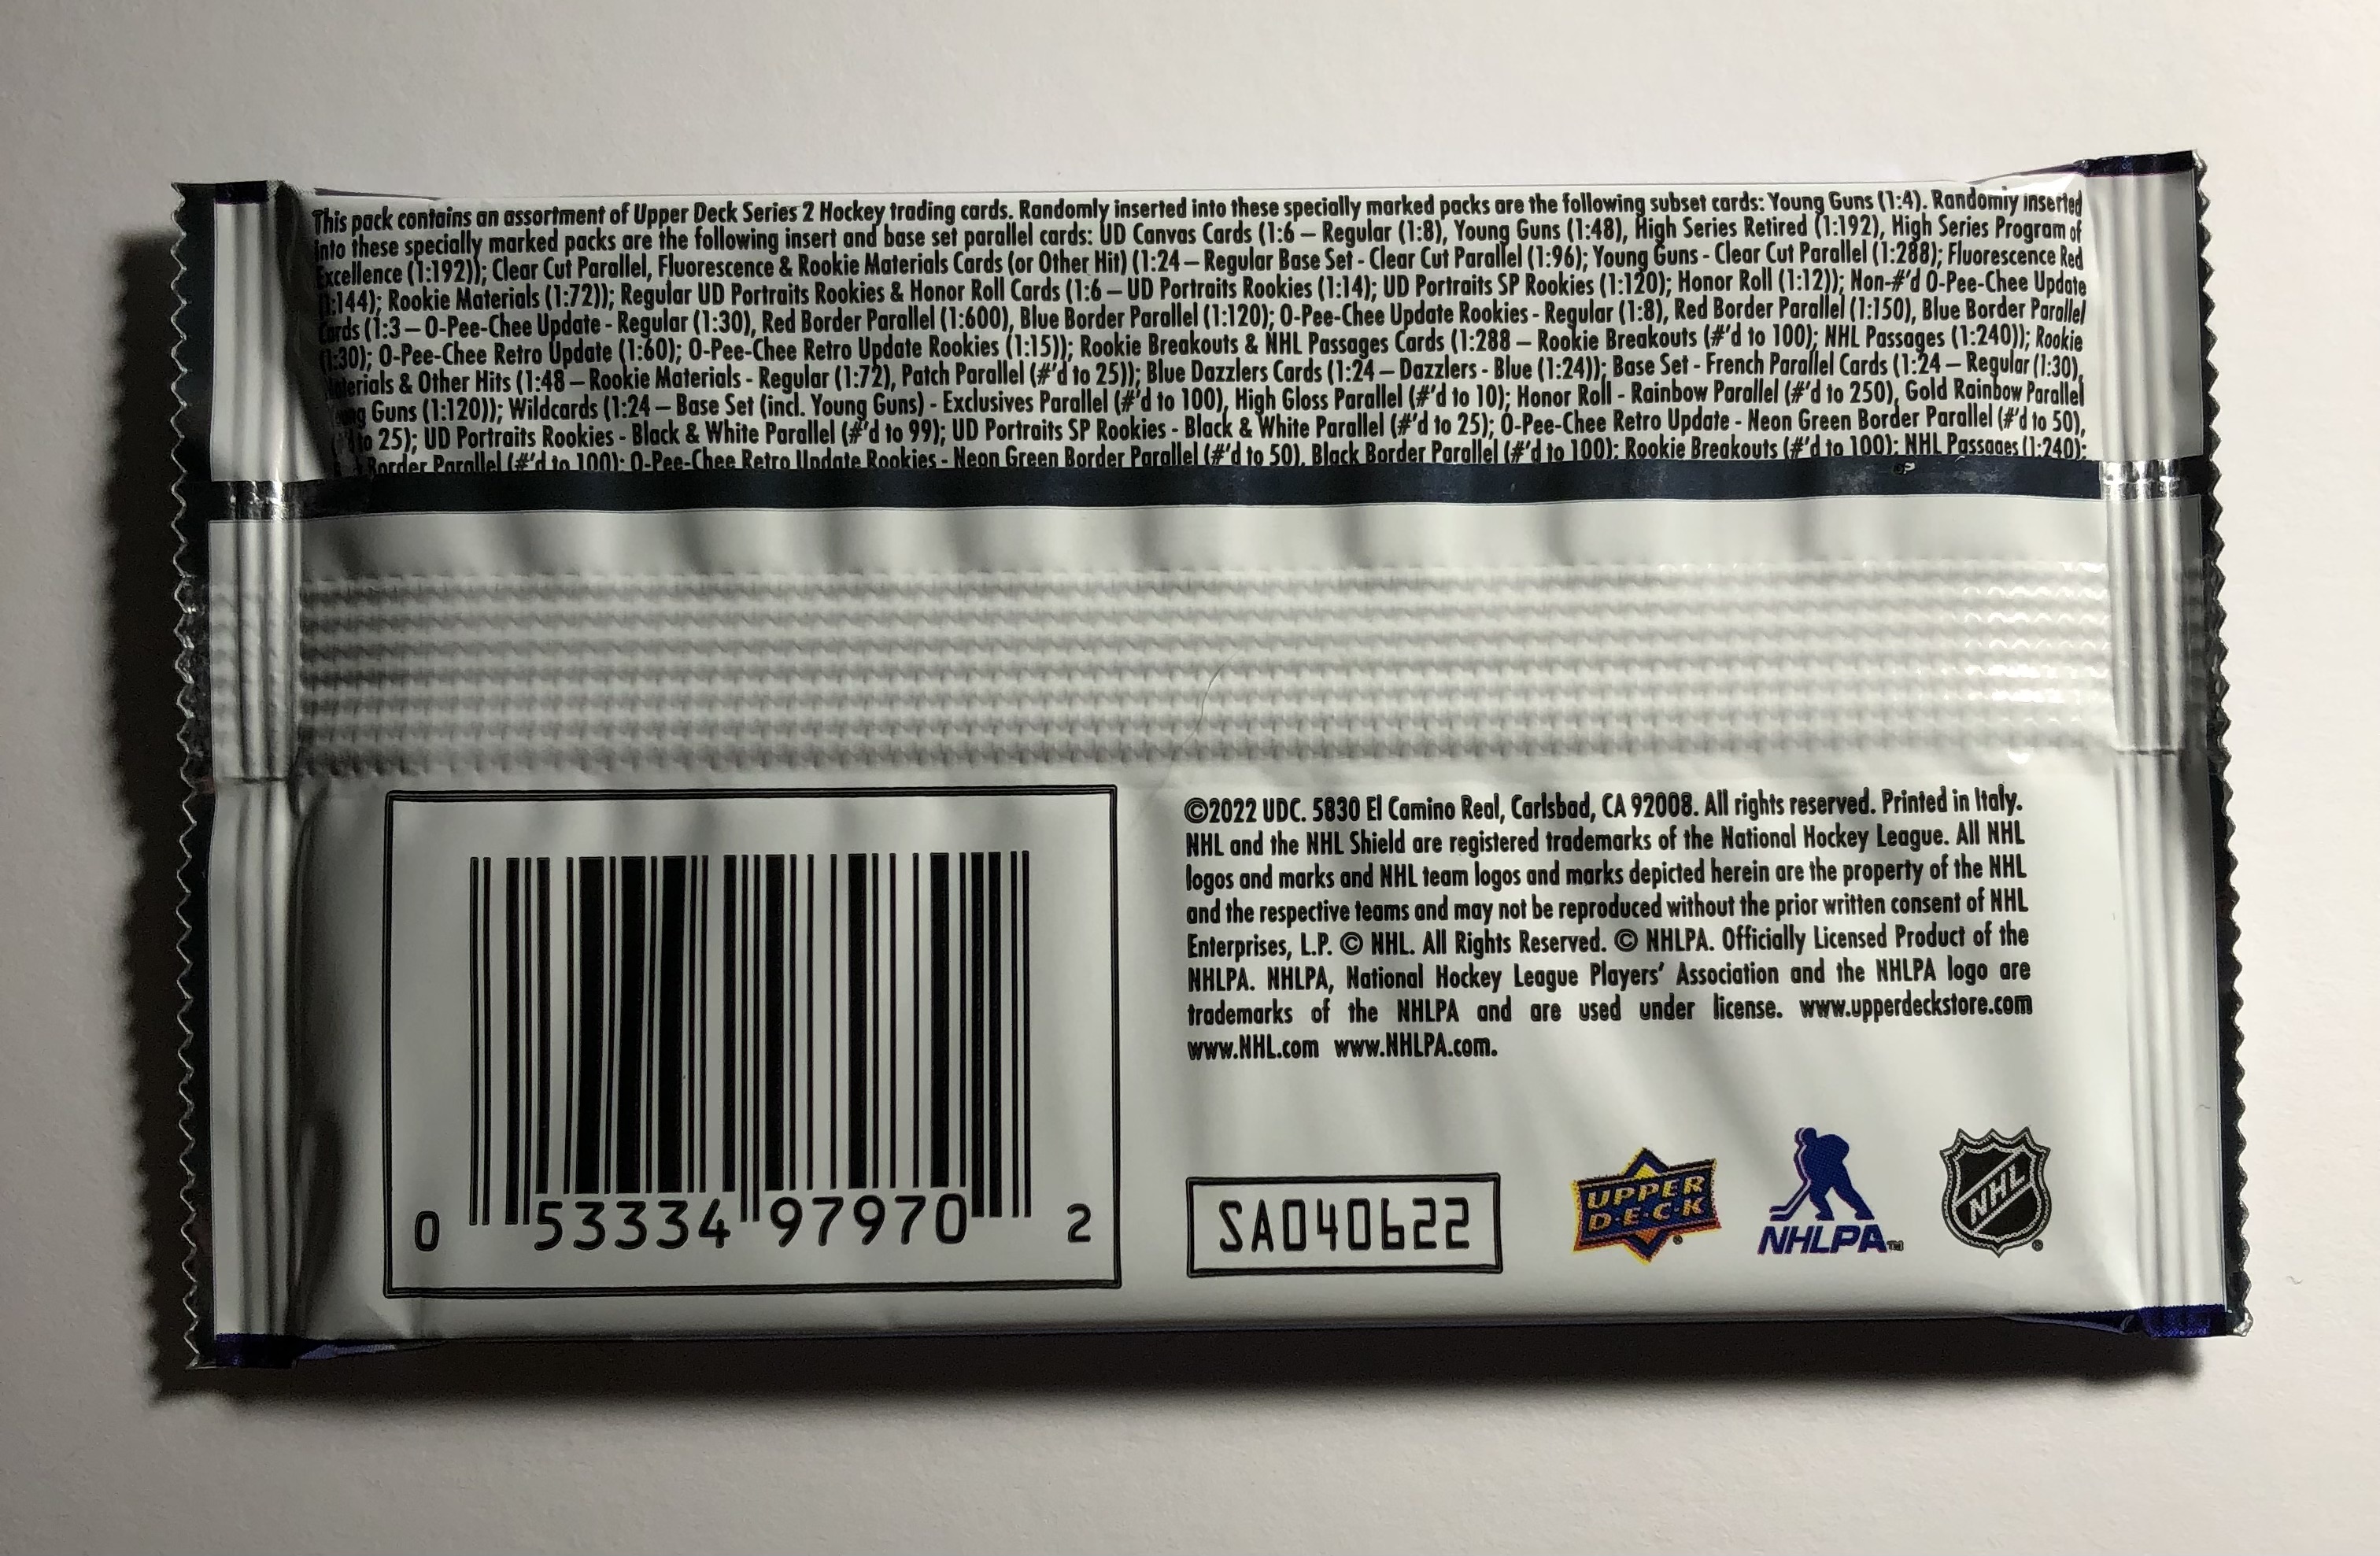 This pack contains an assortment of Upper Deck Series 2 Hockey trading cards. Randomly inserted into these specially marked packs are the following subset cards: Young Guns (1:4). Randomly inserted
into these specially marked packs are the following insert and base set parallel cards: UD Canvas Cards (1:6 – Regular (1:8), Young Guns (1:48), High Series Retired (1:192), High Series Program of
Excellence (1:192)); Clear Cut Parallel, Fluorescence & Rookie Materials Cards (or Other Hit) (1:24 – Regular Base Set - Clear Cut Parallel (1:96); Young Guns - Clear Cut Parallel (1:288); Fluorescence Red
(1:144); Rookie Materials (1:72)); Regular UD Portraits Rookies & Honor Roll Cards (1:6 – UD Portraits Rookies (1:14); UD Portraits SP Rookies (1:120); Honor Roll (1:12)); Non-#'d O-Pee-Chee Update
Cards (1:3 – O-Pee-Chee Update - Regular (1:30), Red Border Parallel (1:600), Blue Border Parallel (1:120); O-Pee-Chee Update Rookies - Regular (1:8), Red Border Parallel (1:150), Blue Border Parallel
(1:30); O-Pee-Chee Retro Update (1:60); O-Pee-Chee Retro Update Rookies (1:15)); Rookie Breakouts & NHL Passages Cards (1:288 – Rookie Breakouts (#'d to 100); NHL Passages (1:240)); Rookie
Materials & Other Hits (1:48 – Rookie Materials - Regular (1:72), Patch Parallel (#'d to 25)); Blue Dazzlers Cards (1:24 – Dazzlers - Blue (1:24)); Base Set - French Parallel Cards (1:24 – Regular (1:30),
Young Guns (1:120)); Wildcards (1:24 – Base Set (incl. Young Guns) - Exclusives Parallel (#'d to 100), High Gloss Parallel (#'d to 10); Honor Roll - Rainbow Parallel (#'d to 250), Gold Rainbow Parallel
(#'d to 25); UD Portraits Rookies - Black & White Parallel (#'d to 99); UD Portraits SP Rookies - Black & White Parallel (#'d to 25); O-Pee-Chee Retro Update - Neon Green Border Parallel (#'d to 50),
Border Parallel (#'d to 100); O-Pee-Chee Retro Update Rookies - Neon Green Border Parallel (#'d to 50), Black Border Parallel (#'d to 100); Rookie Breakouts (#'d to 100); NHL Passages (1:240);
©2022 UDC. 5830 El Camino Real, Carlsbad, CA 92008. All rights reserved. Printed in Italy.
NHL and the NHL Shield are registered trademarks of the National Hockey League. All NHL
logos and marks and NHL team logos and marks depicted herein are the property of the NHL
and the respective teams and may not be reproduced without the prior written consent of NHL
Enterprises, L.P. © NHL. All Rights Reserved. © NHLPA. Officially Licensed Product of the
NHLPA. NHLPA, National Hockey League Players' Association and the NHLPA logo are
trademarks of the NHLPA and are used under license. www.upperdeckstore.com
www.NHL.com www.NHLPA.com.
0 53334 97970 2
SA040622
UPPER
D·E·C·K
NHLPA™
NHL